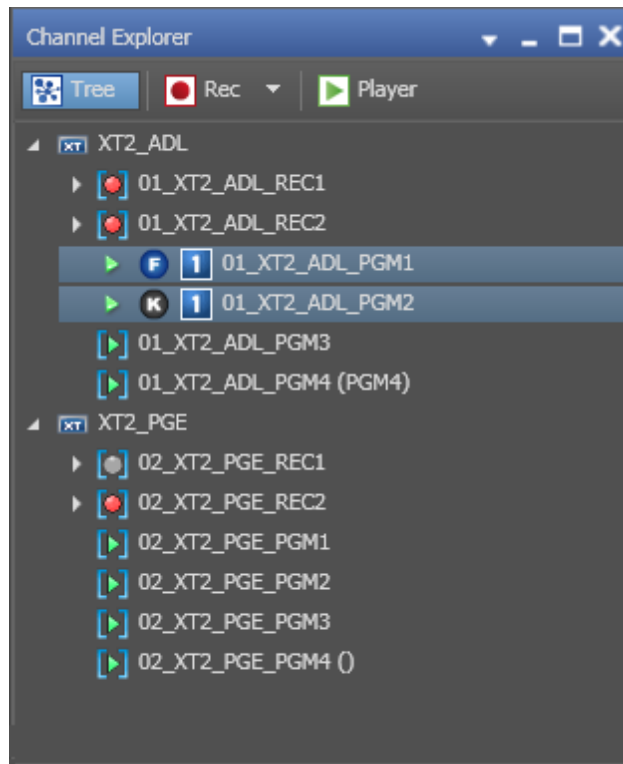 Channel Explorer
Tree Rec Player
XT XT2_ADL
01_XT2_ADL_REC1
01_XT2_ADL_REC2
F 1 01_XT2_ADL_PGM1
K 1 01_XT2_ADL_PGM2
01_XT2_ADL_PGM3
01_XT2_ADL_PGM4 (PGM4)
XT XT2_PGE
02_XT2_PGE_REC1
02_XT2_PGE_REC2
02_XT2_PGE_PGM1
02_XT2_PGE_PGM2
02_XT2_PGE_PGM3
02_XT2_PGE_PGM4 ()